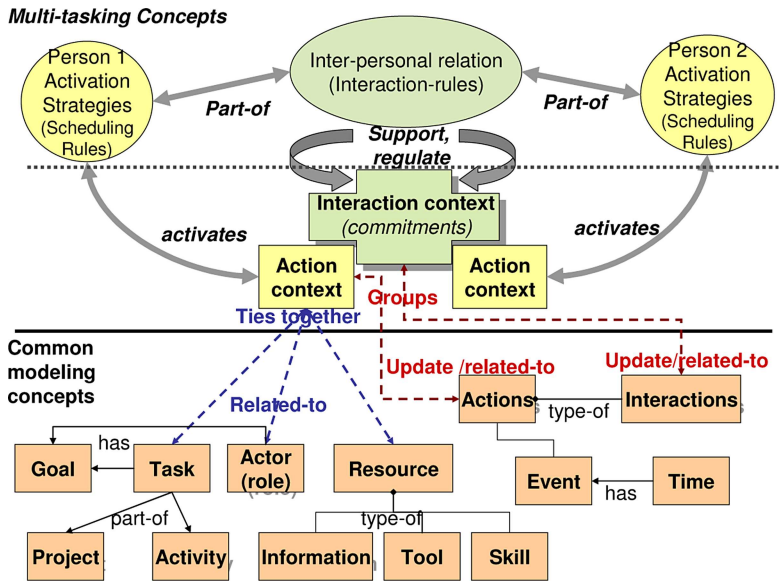 Multi-tasking Concepts
Person 1
Activation
Strategies
(Scheduling
Rules)
Inter-personal relation
(Interaction-rules)
Person 2
Activation
Strategies
(Scheduling
Rules)
Part-of
Part-of
Support,
regulate
Interaction context
(commitments)
activates
activates
Action
context
Action
context
Groups
Ties together
Common
modeling
concepts
Update /related-to
Update/related-to
Related-to
Actions
type-of
Interactions
has
Goal
Task
Actor
(role)
Resource
Event
has
Time
part-of
type-of
Project
Activity
Information
Tool
Skill